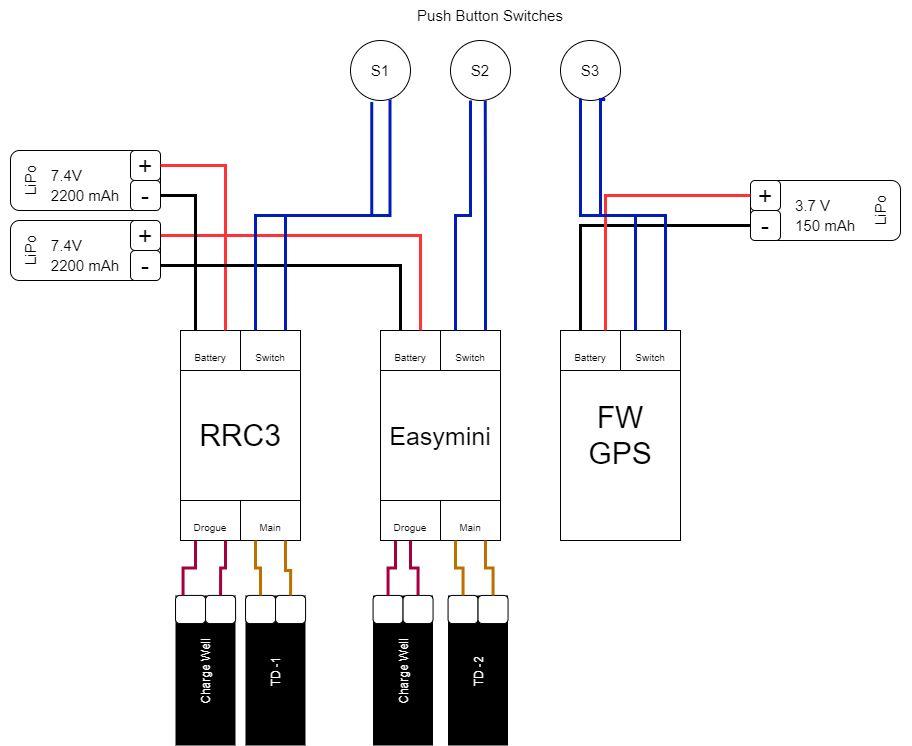 Push Button Switches
S1
S2
S3
LiPo
7.4V
2200 mAh
+
-
LiPo
7.4V
2200 mAh
+
-
+
-
3.7 V
150 mAh
LiPo
Battery
Switch
Battery
Switch
Battery
Switch
RRC3
Easymini
FW
GPS
Drogue
Main
Drogue
Main
Charge Well
TD -1
Charge Well
TD -2